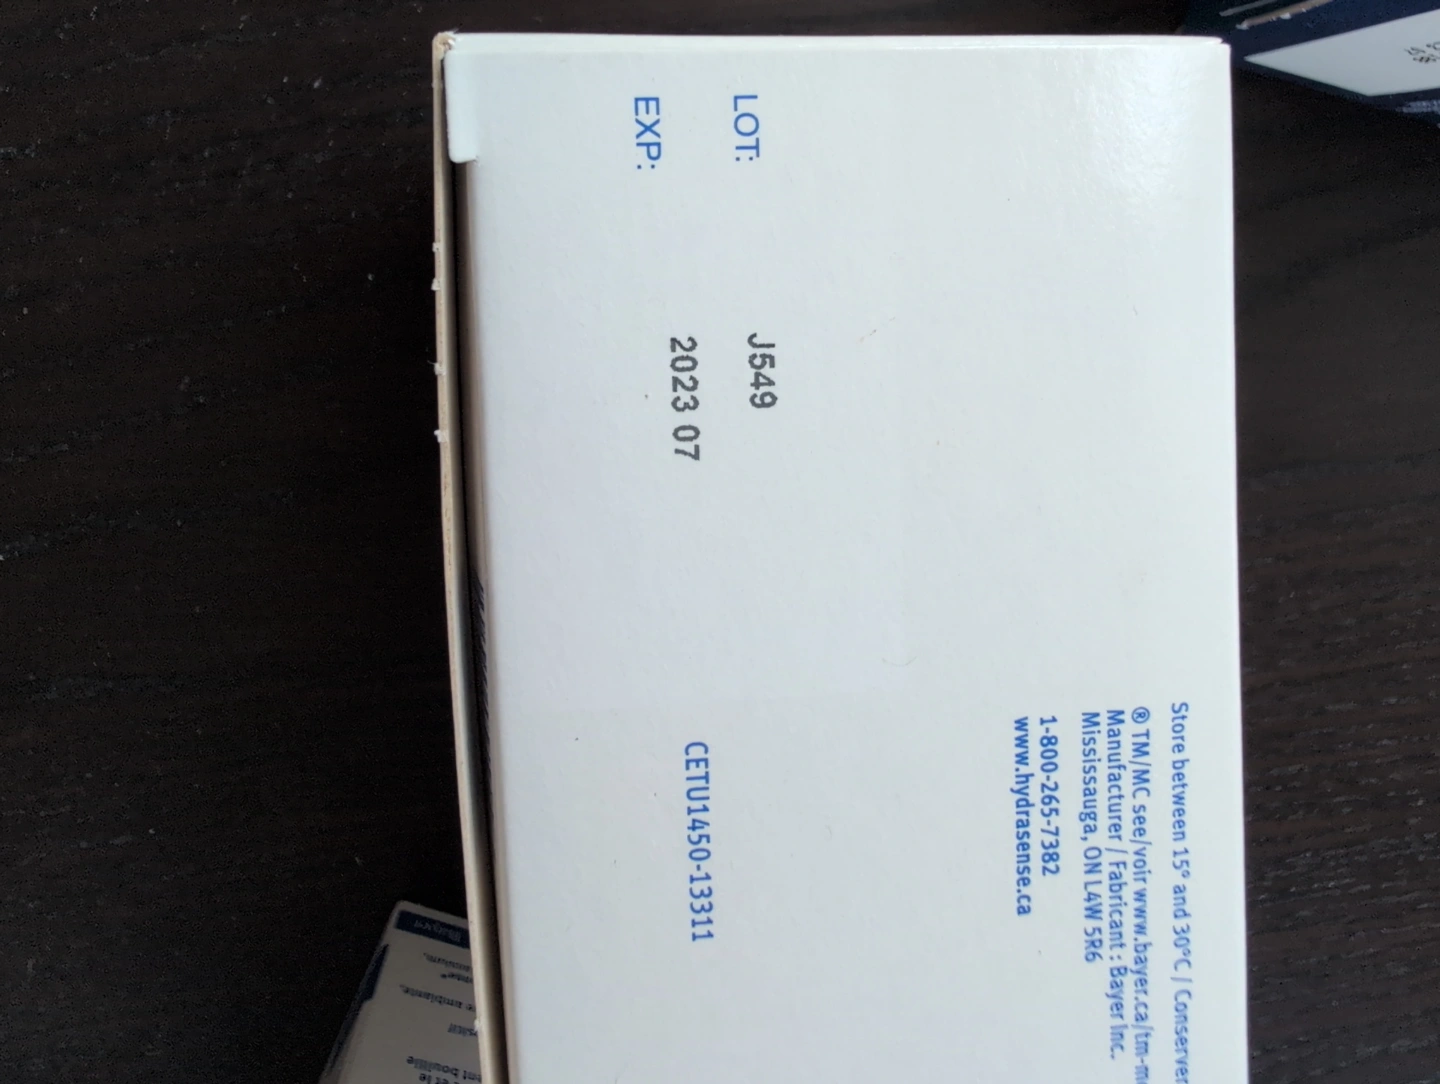 LOT: J549
EXP: 2023 07
Store between 15° and 30°C / Conserver
® TM/MC see/voir www.bayer.ca/tm-m
Manufacturer / Fabricant : Bayer Inc.
Mississauga, ON L4W 5R6
1-800-265-7382
www.hydrasense.ca
CETU1450-13311
ambiante,